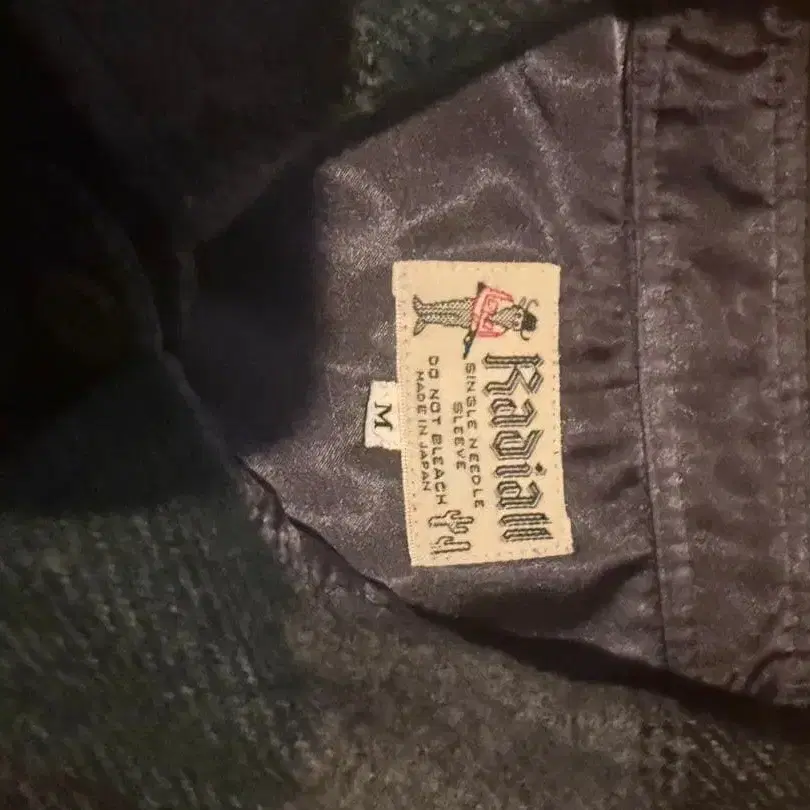 Radiall
SINGLE NEEDLE
SLEEVE
DO NOT BLEACH
MADE IN JAPAN
M